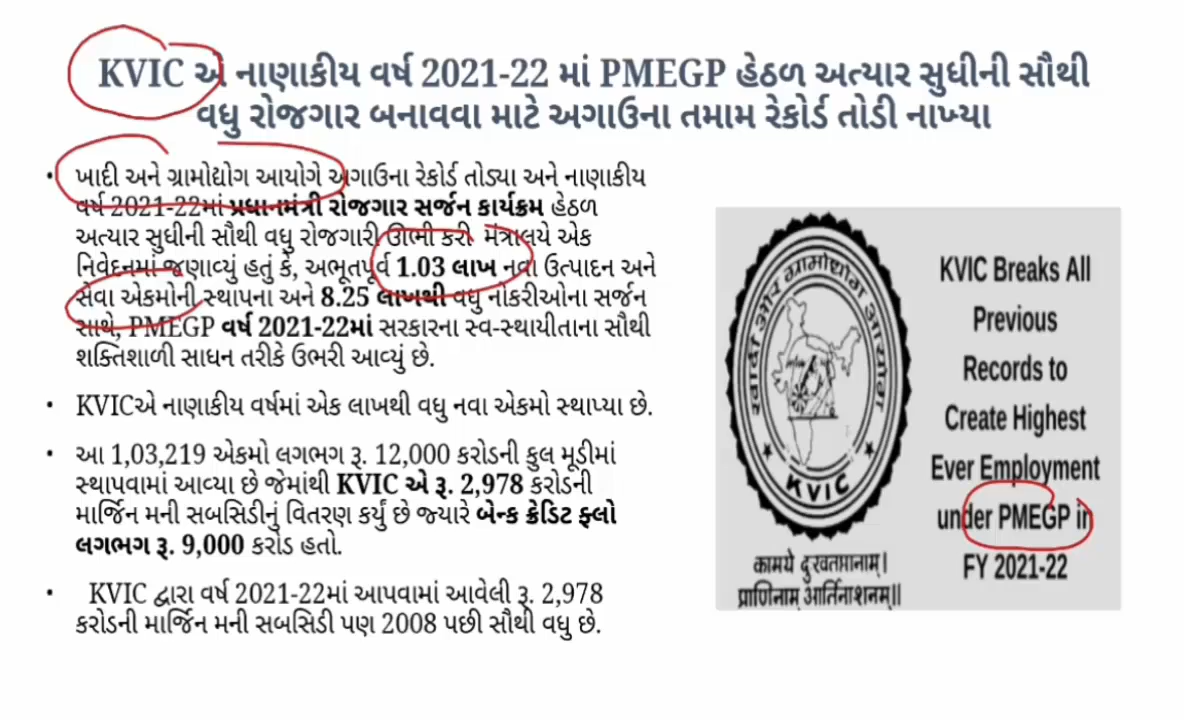 KVIC એ નાણાકીય વર્ષ 2021-22 માં PMEGP હેઠળ અત્યાર સુધીની સૌથી
વધુ રોજગાર બનાવવા માટે અગાઉના તમામ રેકોર્ડ તોડી નાખ્યા
• ખાદી અને ગ્રામોદ્યોગ આયોગે અગાઉના રેકોર્ડ તોડ્યા અને નાણાકીય
વર્ષ 2021-22માં પ્રધાનમંત્રી રોજગાર સર્જન કાર્યક્રમ હેઠળ
અત્યાર સુધીની સૌથી વધુ રોજગારી ઊભી કરી. મંત્રાલયે એક
નિવેદનમાં જણાવ્યું હતું કે, અભૂતપૂર્વ 1.03 લાખ નવા ઉત્પાદન અને
સેવા એકમોની સ્થાપના અને 8.25 લાખથી વધુ નોકરીઓના સર્જન
સાથે, PMEGP વર્ષ 2021-22માં સરકારના સ્વ-સ્થાયીતાના સૌથી
શક્તિશાળી સાધન તરીકે ઉભરી આવ્યું છે.
• KVICએ નાણાકીય વર્ષમાં એક લાખથી વધુ નવા એકમો સ્થાપ્યા છે.
• આ 1,03,219 એકમો લગભગ રૂ. 12,000 કરોડની કુલ મૂડીમાં
સ્થાપવામાં આવ્યા છે જેમાંથી KVIC એ રૂ. 2,978 કરોડની
માર્જિન મની સબસિડીનું વિતરણ કર્યું છે જ્યારે બેન્ક ક્રેડિટ ફ્લો
લગભગ રૂ. 9,000 કરોડ હતો.
• KVIC દ્વારા વર્ષ 2021-22માં આપવામાં આવેલી રૂ. 2,978
કરોડની માર્જિન મની સબસિડી પણ 2008 પછી સૌથી વધુ છે.
खादी और ग्रामोद्योग आयोग
KVIC
कामये दुःखतप्तानाम्।
प्राणिनाम् आर्तिनाशनम्॥
KVIC Breaks All
Previous
Records to
Create Highest
Ever Employment
under PMEGP in
FY 2021-22